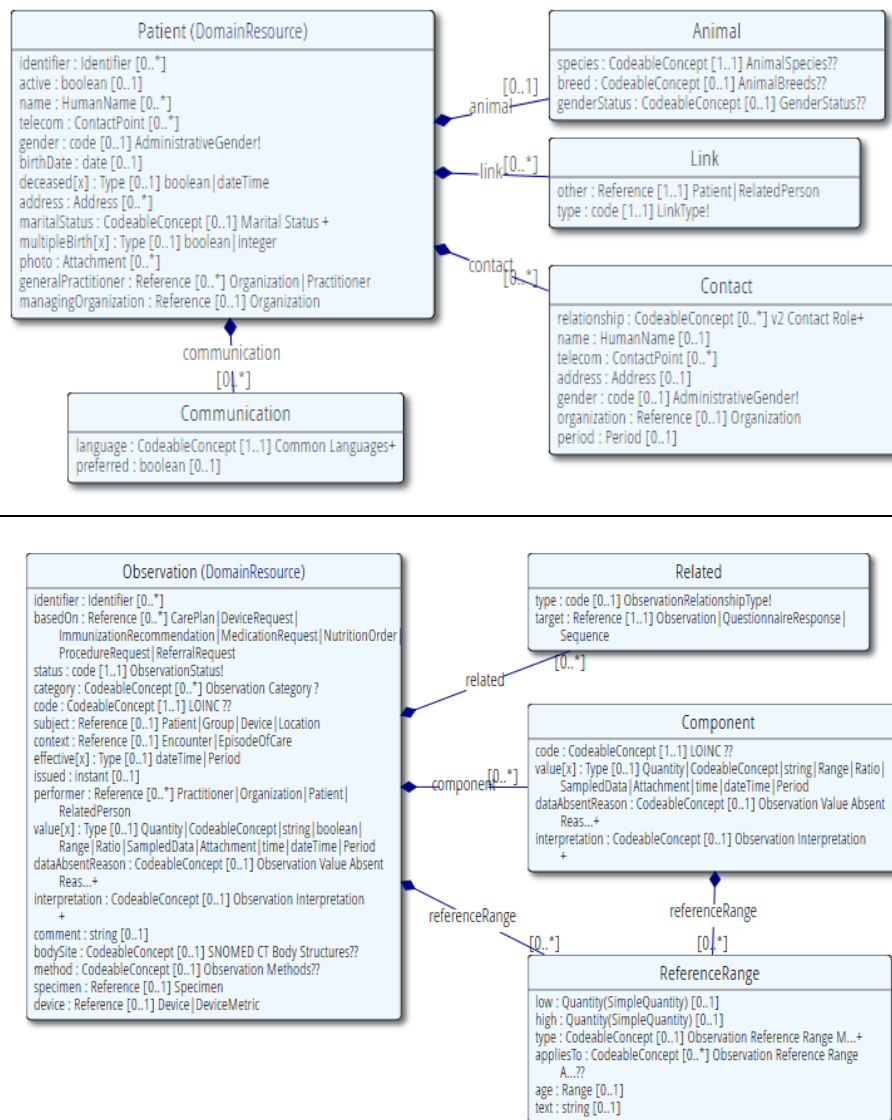 Patient (DomainResource)
identifier : Identifier [0..*]
active : boolean [0..1]
name : HumanName [0..*]
telecom : ContactPoint [0..*]
gender : code [0..1] AdministrativeGender!
birthDate : date [0..1]
deceased[x] : Type [0..1] boolean|dateTime
address : Address [0..*]
maritalStatus : CodeableConcept [0..1] Marital Status +
multipleBirth[x] : Type [0..1] boolean|integer
photo : Attachment [0..*]
generalPractitioner : Reference [0..*] Organization|Practitioner
managingOrganization : Reference [0..1] Organization
animal
[0..1]
Animal
species : CodeableConcept [1..1] AnimalSpecies??
breed : CodeableConcept [0..1] AnimalBreeds??
genderStatus : CodeableConcept [0..1] GenderStatus??
link
[0..*]
Link
other : Reference [1..1] Patient|RelatedPerson
type : code [1..1] LinkType!
contact
[0..*]
Contact
relationship : CodeableConcept [0..*] v2 Contact Role+
name : HumanName [0..1]
telecom : ContactPoint [0..*]
address : Address [0..1]
gender : code [0..1] AdministrativeGender!
organization : Reference [0..1] Organization
period : Period [0..1]
communication
[0..*]
Communication
language : CodeableConcept [1..1] Common Languages+
preferred : boolean [0..1]
Observation (DomainResource)
identifier : Identifier [0..*]
basedOn : Reference [0..*] CarePlan|DeviceRequest|
ImmunizationRecommendation|MedicationRequest|NutritionOrder|
ProcedureRequest|ReferralRequest
status : code [1..1] ObservationStatus!
category : CodeableConcept [0..*] Observation Category ?
code : CodeableConcept [1..1] LOINC ??
subject : Reference [0..1] Patient|Group|Device|Location
context : Reference [0..1] Encounter|EpisodeOfCare
effective[x] : Type [0..1] dateTime|Period
issued : instant [0..1]
performer : Reference [0..*] Practitioner|Organization|Patient|
RelatedPerson
value[x] : Type [0..1] Quantity|CodeableConcept|string|boolean|
Range|Ratio|SampledData|Attachment|time|dateTime|Period
dataAbsentReason : CodeableConcept [0..1] Observation Value Absent
Reas...+
interpretation : CodeableConcept [0..1] Observation Interpretation
+
comment : string [0..1]
bodySite : CodeableConcept [0..1] SNOMED CT Body Structures??
method : CodeableConcept [0..1] Observation Methods??
specimen : Reference [0..1] Specimen
device : Reference [0..1] Device|DeviceMetric
related
[0..*]
Related
type : code [0..1] ObservationRelationshipType!
target : Reference [1..1] Observation|QuestionnaireResponse|
Sequence
component
[0..*]
Component
code : CodeableConcept [1..1] LOINC ??
value[x] : Type [0..1] Quantity|CodeableConcept|string|Range|Ratio|
SampledData|Attachment|time|dateTime|Period
dataAbsentReason : CodeableConcept [0..1] Observation Value Absent
Reas...+
interpretation : CodeableConcept [0..1] Observation Interpretation
+
referenceRange
[0..*]
referenceRange
[0..*]
ReferenceRange
low : Quantity(SimpleQuantity) [0..1]
high : Quantity(SimpleQuantity) [0..1]
type : CodeableConcept [0..1] Observation Reference Range M...+
appliesTo : CodeableConcept [0..*] Observation Reference Range
A...??
age : Range [0..1]
text : string [0..1]